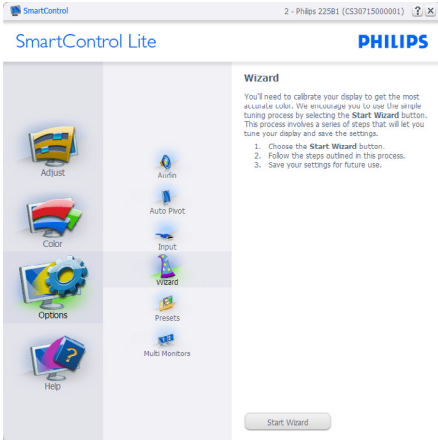 SmartControl
2 - Philips 225B1 (CS30715000001) ? X
SmartControl Lite
PHILIPS
Adjust
Color
Options
Help
Audio
Auto Pivot
Input
Wizard
Presets
Multi Monitors
Wizard
You'll need to calibrate your display to get the most
accurate color. We encourage you to use the simple
tuning process by selecting the Start Wizard button.
This process involves a series of steps that will let you
tune your display and save the settings.
1. Choose the Start Wizard button.
2. Follow the steps outlined in this process.
3. Save your settings for future use.
Start Wizard